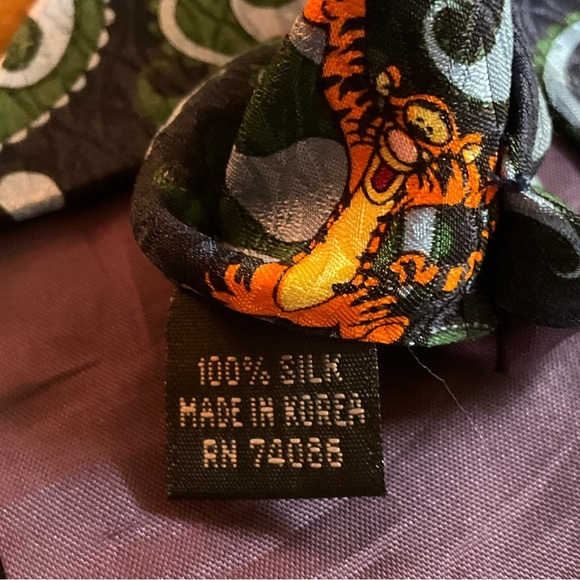 100% SILK
MADE IN KOREA
RN 74086